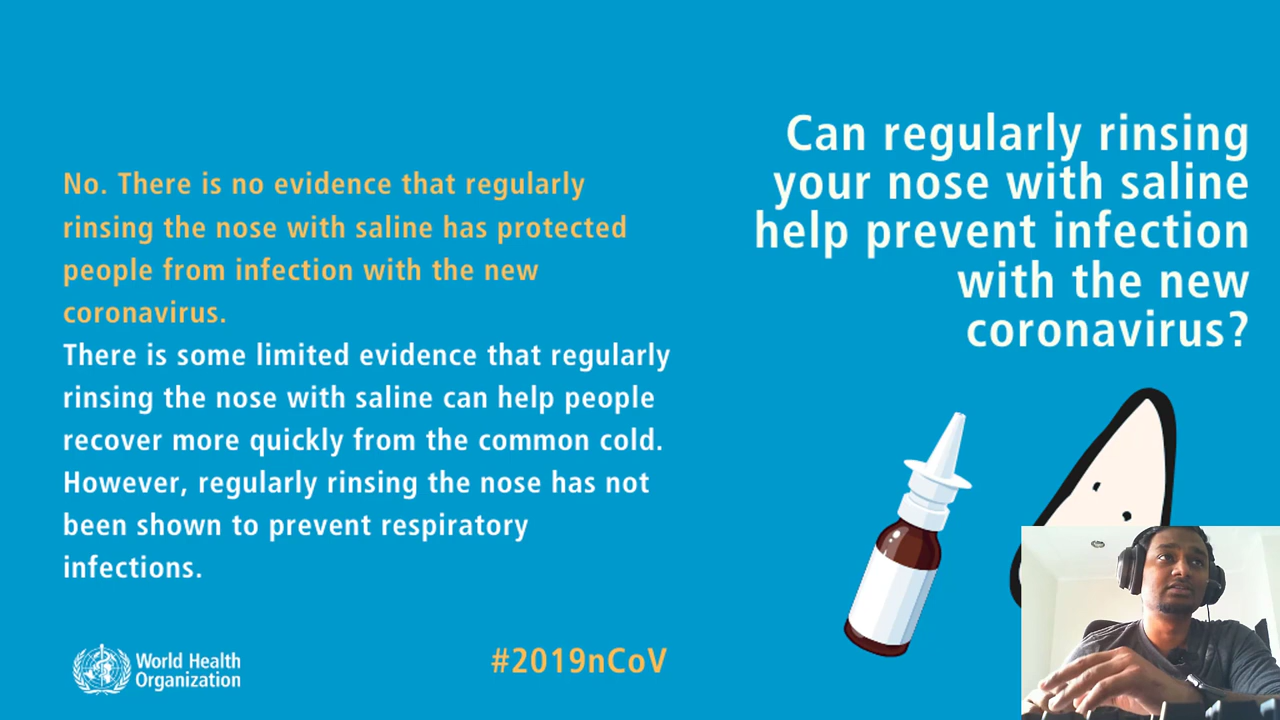 Can regularly rinsing
your nose with saline
help prevent infection
with the new
coronavirus?
No. There is no evidence that regularly
rinsing the nose with saline has protected
people from infection with the new
coronavirus.
There is some limited evidence that regularly
rinsing the nose with saline can help people
recover more quickly from the common cold.
However, regularly rinsing the nose has not
been shown to prevent respiratory
infections.
World Health
Organization
#2019nCoV